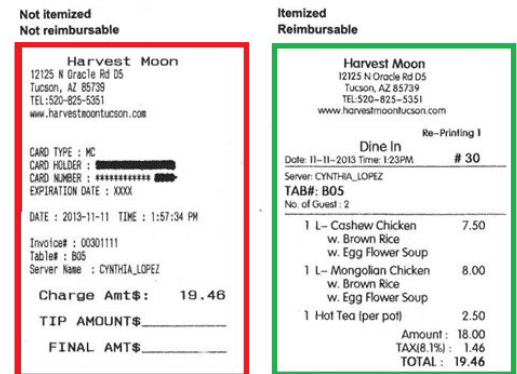 Not itemized
Not reimbursable
Harvest Moon
12125 N Oracle Rd D5
Tucson, AZ 85739
TEL:520-825-5351
www.harvestmoontucson.com
CARD TYPE : MC
CARD HOLDER :
CARD NUMBER : ************
EXPIRATION DATE : XXXX
DATE : 2013-11-11 TIME : 1:57:34 PM
Invoice# : 00301111
Table# : B05
Server Name : CYNTHIA_LOPEZ
Charge Amt$: 19.46
TIP AMOUNT$
FINAL AMT$
Itemized
Reimbursable
Harvest Moon
12125 N Oracle Rd D5
Tucson, AZ 85739
TEL:520-825-5351
www.harvestmoontucson.com
Re-Printing 1
Dine In
Date: 11-11-2013 Time: 1:23PM # 30
Server: CYNTHIA_LOPEZ
TAB#: B05
No. of Guest : 2
1 L- Cashew Chicken 7.50
w. Brown Rice
w. Egg Flower Soup
1 L- Mongolian Chicken 8.00
w. Brown Rice
w. Egg Flower Soup
1 Hot Tea (per pot) 2.50
Amount : 18.00
TAX(8.1%) : 1.46
TOTAL : 19.46